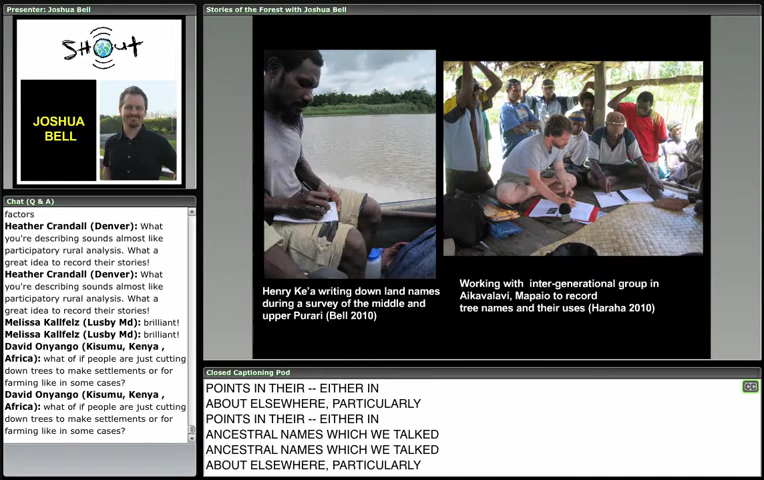 Presenter: Joshua Bell
Shout
JOSHUA
BELL
Chat (Q & A)
factors
Heather Crandall (Denver): What
you're describing sounds almost like
participatory rural analysis. What a
great idea to record their stories!
Heather Crandall (Denver): What
you're describing sounds almost like
participatory rural analysis. What a
great idea to record their stories!
Melissa Kallfelz (Lusby Md): brilliant!
Melissa Kallfelz (Lusby Md): brilliant!
David Onyango (Kisumu, Kenya ,
Africa): what of if people are just cutting
down trees to make settlements or for
farming like in some cases?
David Onyango (Kisumu, Kenya ,
Africa): what of if people are just cutting
down trees to make settlements or for
farming like in some cases?
Stories of the Forest with Joshua Bell
Henry Ke'a writing down land names
during a survey of the middle and
upper Purari (Bell 2010)
Working with inter-generational group in
Aikavalavi, Mapaio to record
tree names and their uses (Haraha 2010)
Closed Captioning Pod
CC
POINTS IN THEIR -- EITHER IN
ABOUT ELSEWHERE, PARTICULARLY
POINTS IN THEIR -- EITHER IN
ANCESTRAL NAMES WHICH WE TALKED
ANCESTRAL NAMES WHICH WE TALKED
ABOUT ELSEWHERE, PARTICULARLY